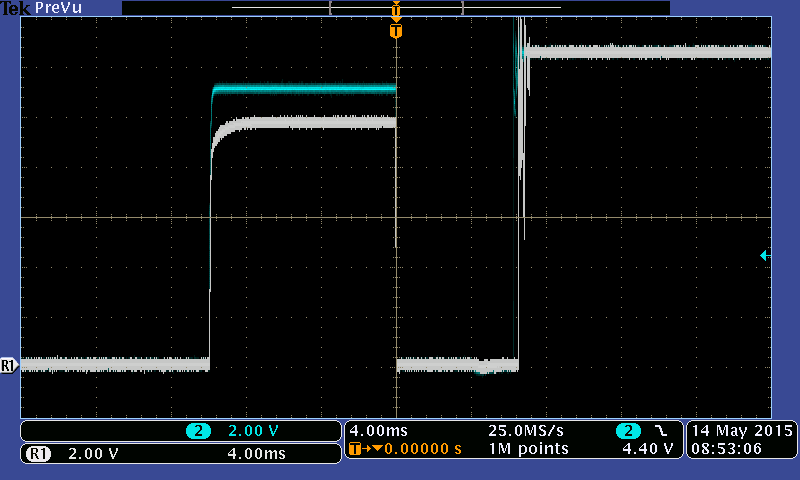 Tek PreVu
T
T
R1
2 2.00 V
R1 2.00 V 4.00ms
4.00ms 25.0MS/s 2 4.40 V
T→▼0.00000 s 1M points
14 May 2015
08:53:06